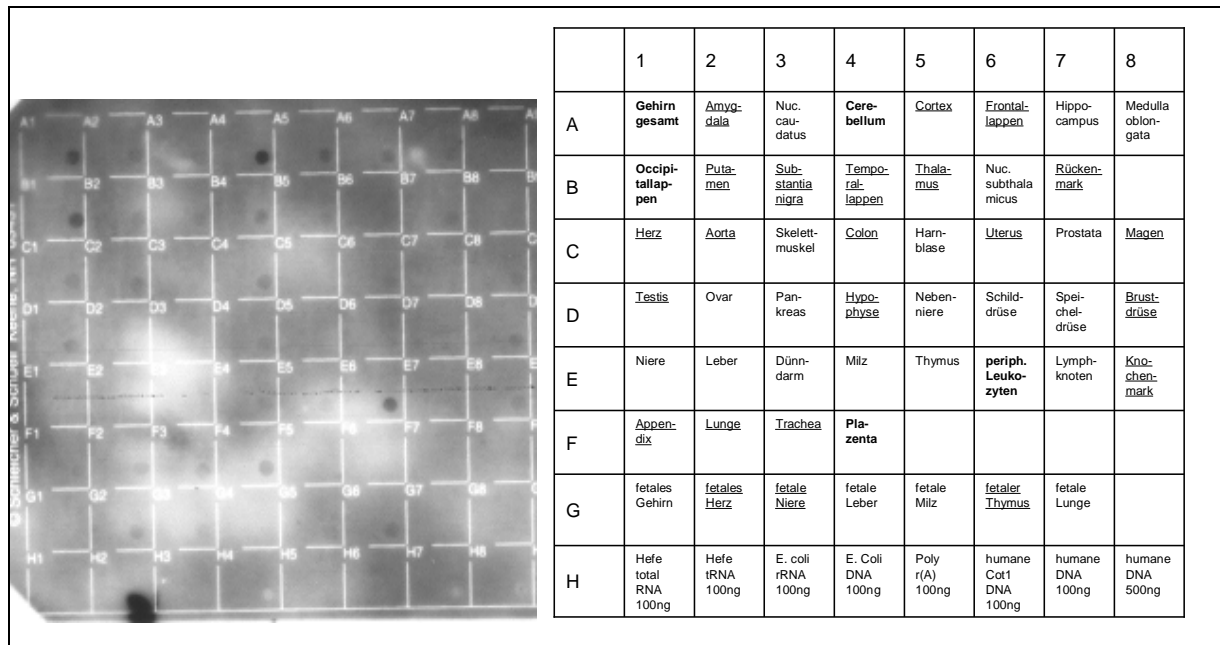 A1 A2 A3 A4 A5 A6 A7 A8
B1 B2 B3 B4 B5 B6 B7 B8
C1 C2 C3 C4 C5 C6 C7 C8
D1 D2 D3 D4 D5 D6 D7 D8
E1 E2 E3 E4 E5 E6 E7 E8
F1 F2 F3 F4 F5 F6 F7 F8
G1 G2 G3 G4 G5 G6 G7 G8
H1 H2 H3 H4 H5 H6 H7 H8
© Schleicher & Schuell
1 2 3 4 5 6 7 8
A
Gehirn
gesamt
Amyg-
dala
Nuc.
cau-
datus
Cere-
bellum
Cortex
Frontal-
lappen
Hippo-
campus
Medulla
oblon-
gata
B
Occipi-
tallap-
pen
Puta-
men
Sub-
stantia
nigra
Tempo-
ral-
lappen
Thala-
mus
Nuc.
subthala
micus
Rücken-
mark
C
Herz
Aorta
Skelett-
muskel
Colon
Harn-
blase
Uterus
Prostata
Magen
D
Testis
Ovar
Pan-
kreas
Hypo-
physe
Neben-
niere
Schild-
drüse
Spei-
chel-
drüse
Brust-
drüse
E
Niere
Leber
Dünn-
darm
Milz
Thymus
periph.
Leuko-
zyten
Lymph-
knoten
Kno-
chen-
mark
F
Appen-
dix
Lunge
Trachea
Pla-
zenta
G
fetales
Gehirn
fetales
Herz
fetale
Niere
fetale
Leber
fetale
Milz
fetaler
Thymus
fetale
Lunge
H
Hefe
total
RNA
100ng
Hefe
tRNA
100ng
E. coli
rRNA
100ng
E. Coli
DNA
100ng
Poly
r(A)
100ng
humane
Cot1
DNA
100ng
humane
DNA
100ng
humane
DNA
500ng